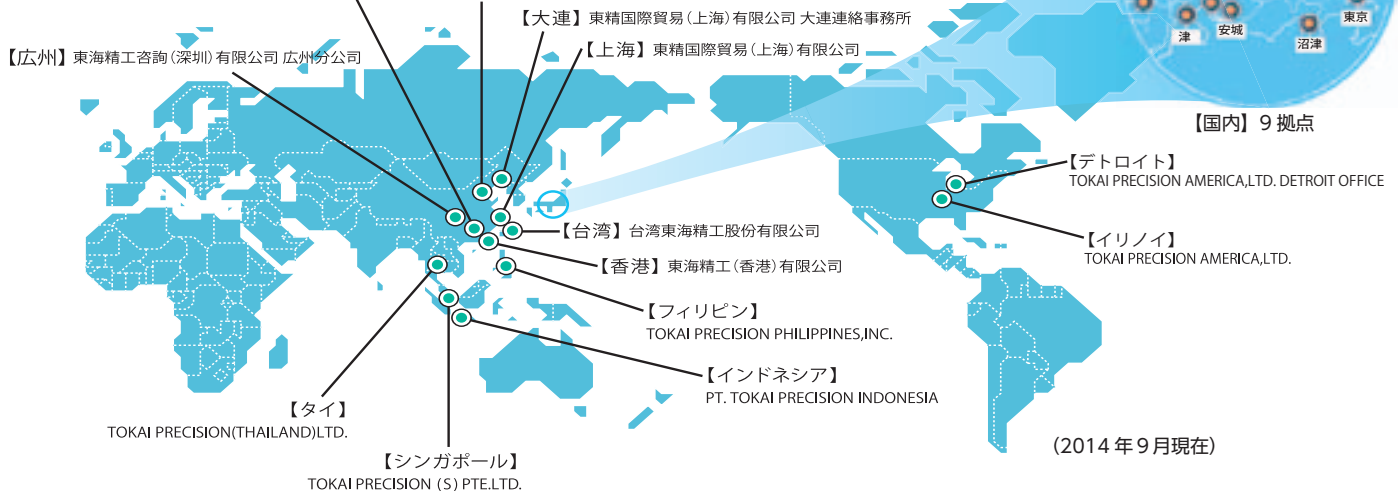 【大連】東精国際貿易(上海)有限公司 大連連絡事務所
【上海】東精国際貿易(上海)有限公司
【広州】東海精工咨詢(深圳)有限公司 広州分公司
津
安城
沼津
東京
【国内】9 拠点
【デトロイト】
TOKAI PRECISION AMERICA,LTD. DETROIT OFFICE
【イリノイ】
TOKAI PRECISION AMERICA,LTD.
【台湾】台湾東海精工股份有限公司
【香港】東海精工(香港)有限公司
【フィリピン】
TOKAI PRECISION PHILIPPINES,INC.
【インドネシア】
PT. TOKAI PRECISION INDONESIA
【タイ】
TOKAI PRECISION(THAILAND)LTD.
【シンガポール】
TOKAI PRECISION (S) PTE.LTD.
(2014 年 9 月現在)